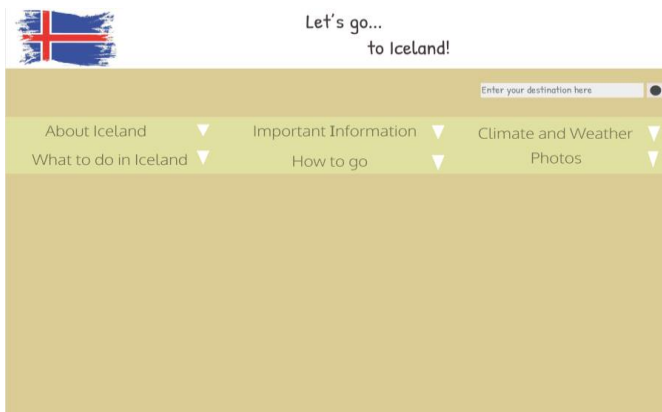 Let's go...
to Iceland!
Enter your destination here
About Iceland
Important Information
Climate and Weather
What to do in Iceland
How to go
Photos